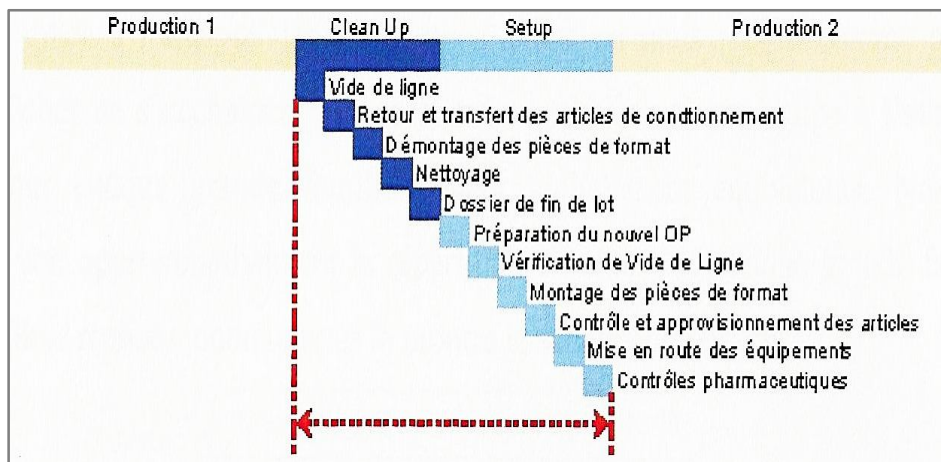 Production 1 Clean Up Setup Production 2
Vide de ligne
Retour et transfert des articles de condtionnement
Démontage des pièces de format
Nettoyage
Dossier de fin de lot
Préparation du nouvel OP
Vérification de Vide de Ligne
Montage des pièces de format
Contrôle et approvisionnement des articles
Mise en route des équipements
Contrôles pharmaceutiques